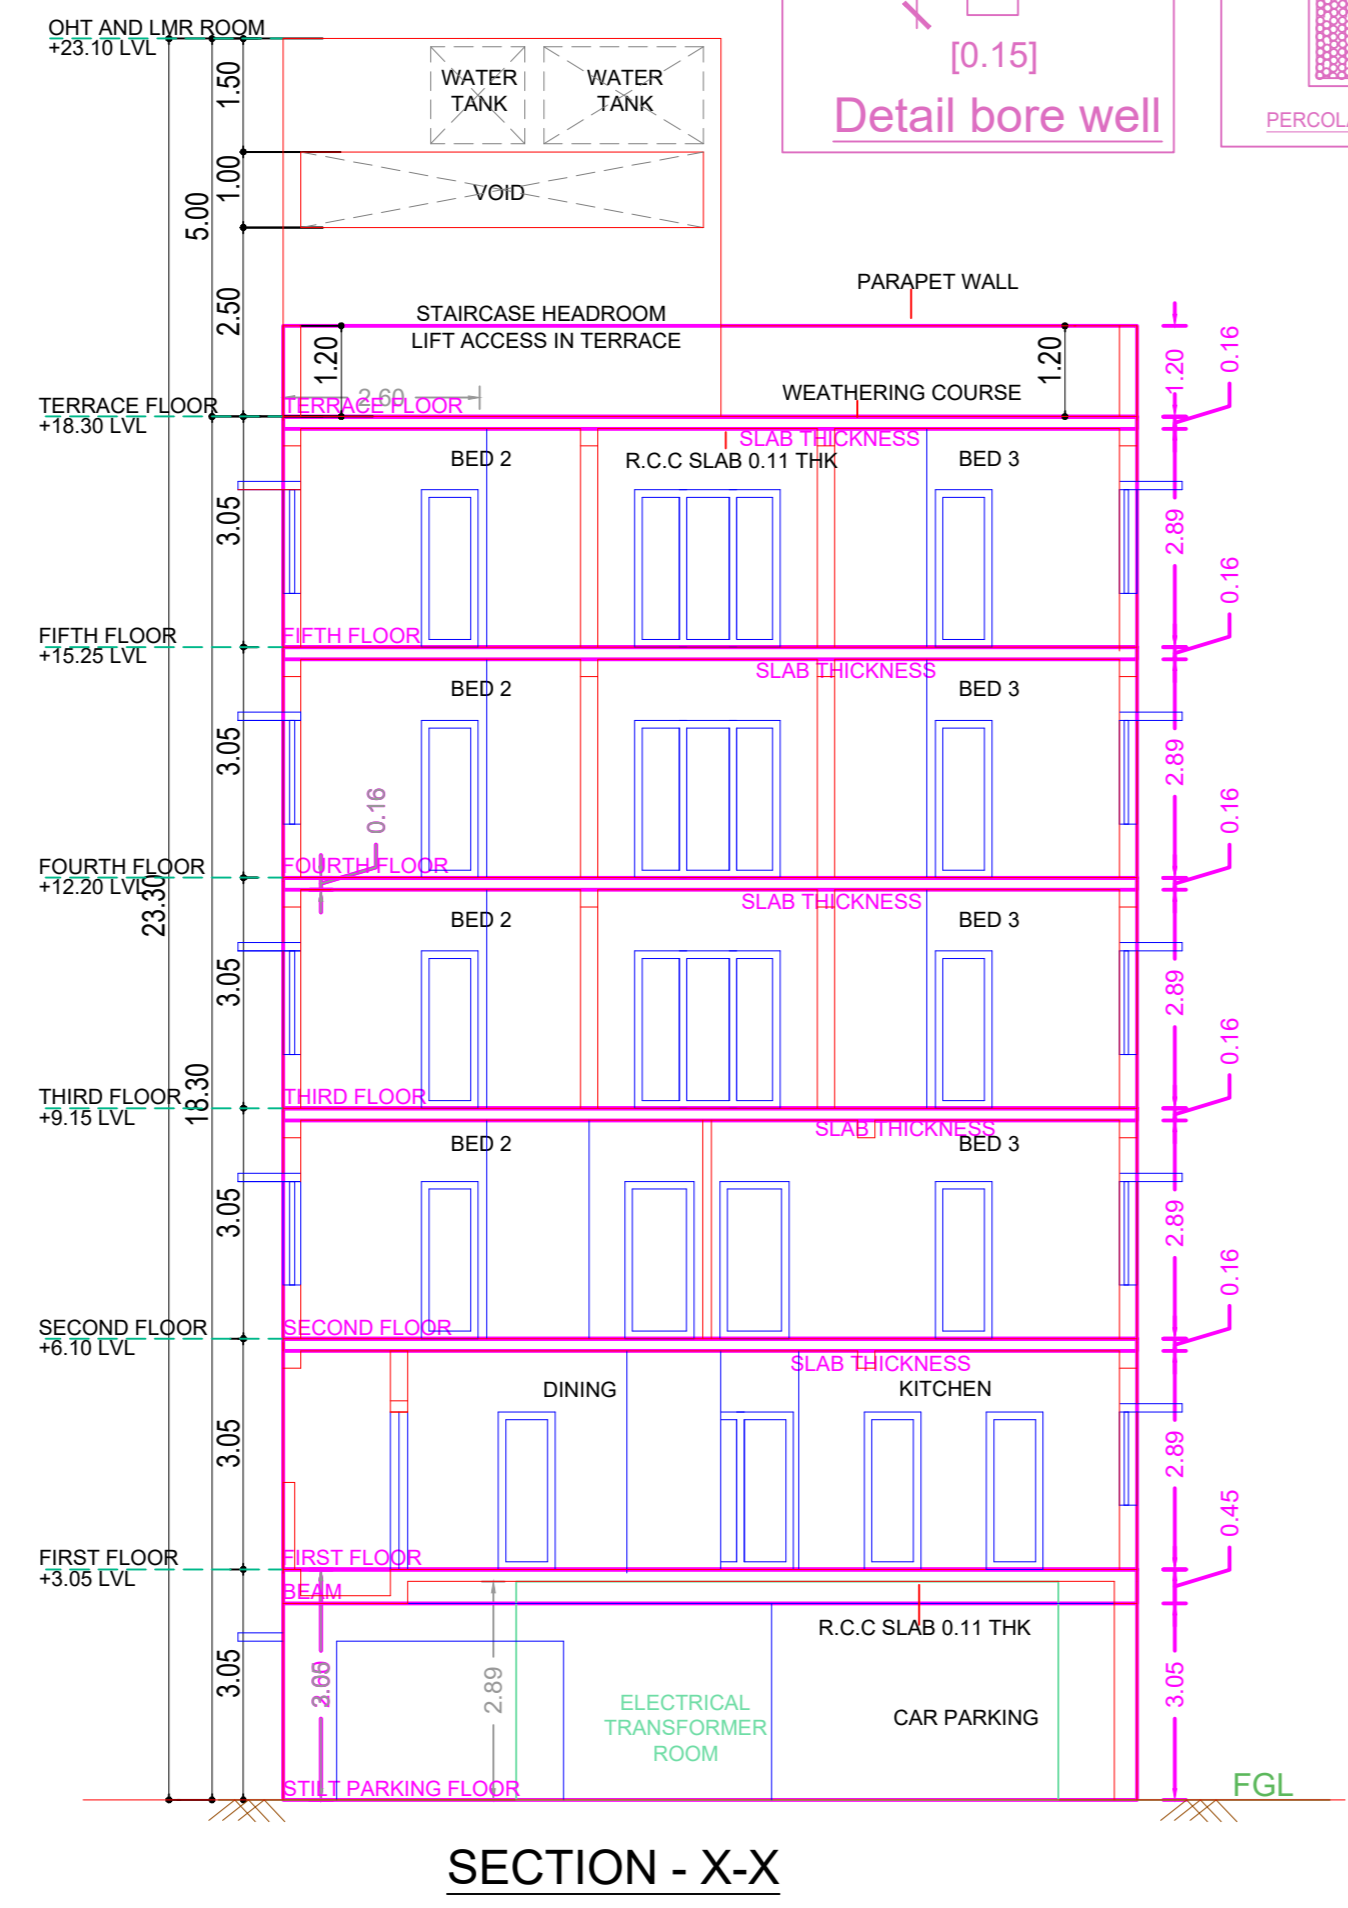 OHT AND LMR ROOM
+23.10 LVL
1.50
WATER
TANK
WATER
TANK
[0.15]
Detail bore well
PERCOLA
1.00
VOID
5.00
2.50
PARAPET WALL
STAIRCASE HEADROOM
LIFT ACCESS IN TERRACE
1.20
1.20
1.20
0.16
2.60
WEATHERING COURSE
TERRACE FLOOR
+18.30 LVL
TERRACE FLOOR
SLAB THICKNESS
BED 2
R.C.C SLAB 0.11 THK
BED 3
3.05
2.89
0.16
FIFTH FLOOR
+15.25 LVL
FIFTH FLOOR
SLAB THICKNESS
BED 2
BED 3
3.05
2.89
0.16
0.16
FOURTH FLOOR
+12.20 LVL
FOURTH FLOOR
23.30
SLAB THICKNESS
BED 2
BED 3
3.05
2.89
0.16
THIRD FLOOR
+9.15 LVL
18.30
THIRD FLOOR
SLAB THICKNESS
BED 2
BED 3
3.05
2.89
0.16
SECOND FLOOR
+6.10 LVL
SECOND FLOOR
SLAB THICKNESS
DINING
KITCHEN
3.05
2.89
0.45
FIRST FLOOR
+3.05 LVL
FIRST FLOOR
BEAM
R.C.C SLAB 0.11 THK
3.05
2.89
3.05
ELECTRICAL
TRANSFORMER
ROOM
CAR PARKING
STILT PARKING FLOOR
FGL
SECTION - X-X